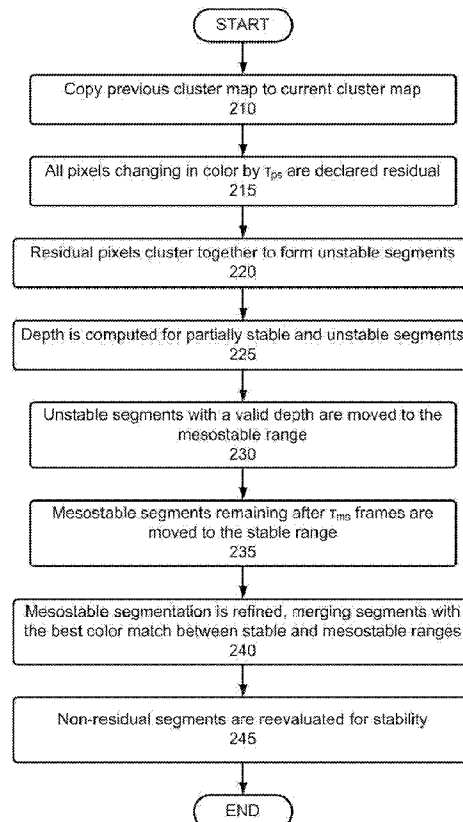 START
Copy previous cluster map to current cluster map
210
All pixels changing in color by τps are declared residual
215
Residual pixels cluster together to form unstable segments
220
Depth is computed for partially stable and unstable segments
225
Unstable segments with a valid depth are moved to the
mesostable range
230
Mesostable segments remaining after τms frames are
moved to the stable range
235
Mesostable segmentation is refined, merging segments with
the best color match between stable and mesostable ranges
240
Non-residual segments are reevaluated for stability
245
END